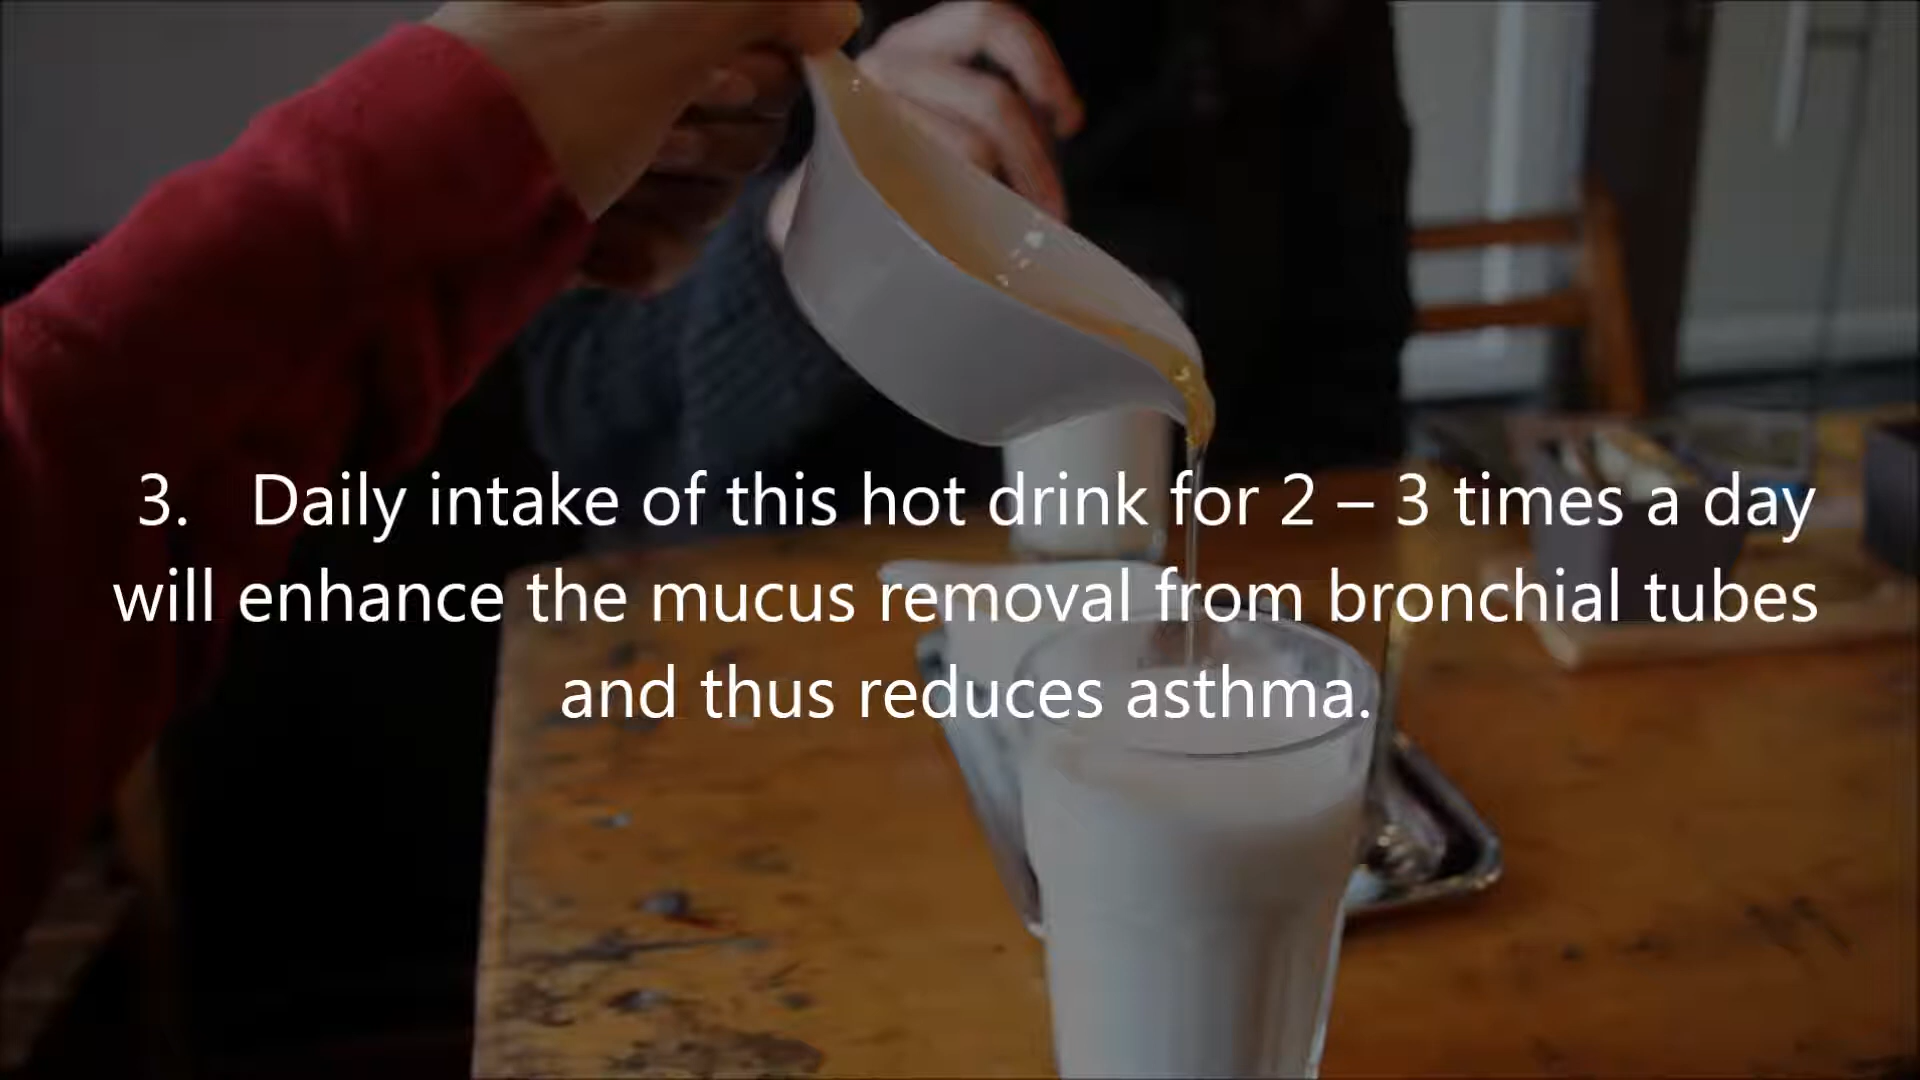 3. Daily intake of this hot drink for 2 – 3 times a day
will enhance the mucus removal from bronchial tubes
and thus reduces asthma.